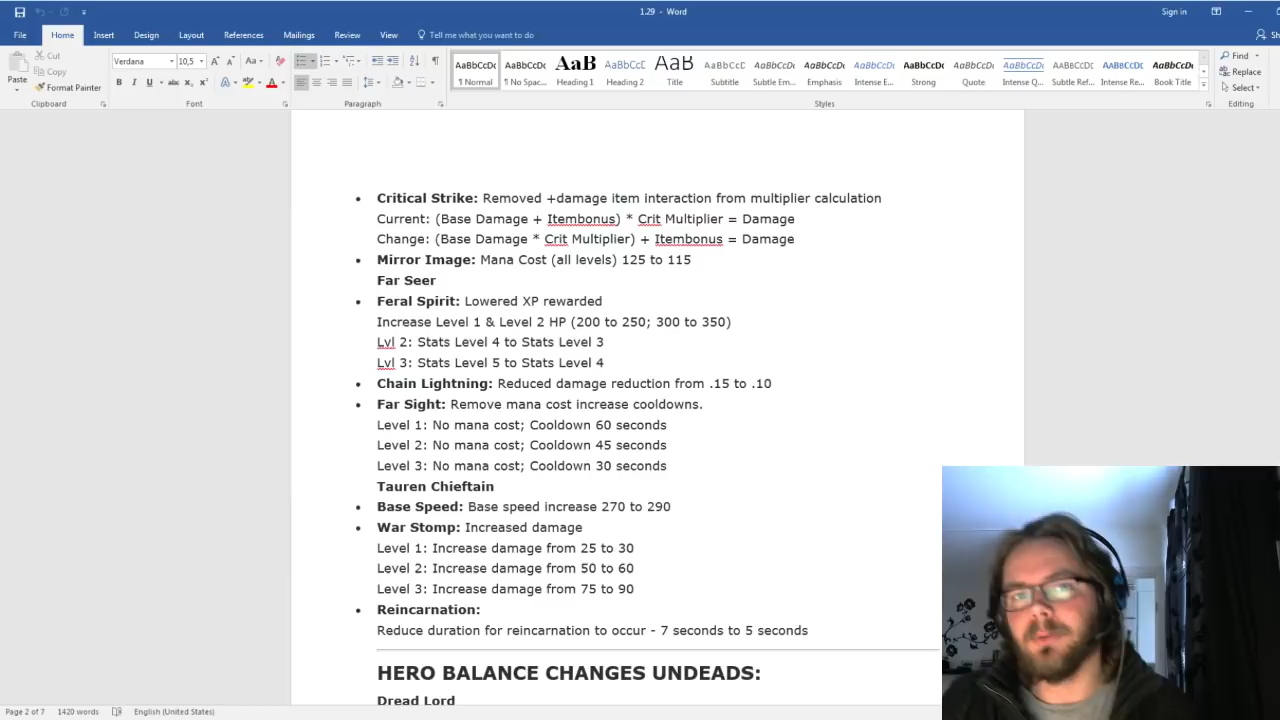 1.29 - Word
Sign in
File Home Insert Design Layout References Mailings Review View Tell me what you want to do
Paste
Cut
Copy
Format Painter
Clipboard
Verdana 10,5
Font
Paragraph
AaBbCcDc AaBbCcDc AaB AaBbCcDc AaB AaBbCcD AaBbCcDc AaBbCcDc AaBbCcDc AaBbCcDc AaBbCcDc AaBbCcDc AaBbCcDc AaBbCcDc AaBbCcDc
¶ Normal ¶ No Spac... Heading 1 Heading 2 Title Subtitle Subtle Em... Emphasis Intense E... Strong Quote Intense Q... Subtle Ref... Intense Re... Book Title
Styles
Find
Replace
Select
Editing
• Critical Strike: Removed +damage item interaction from multiplier calculation
Current: (Base Damage + Itembonus) * Crit Multiplier = Damage
Change: (Base Damage * Crit Multiplier) + Itembonus = Damage
• Mirror Image: Mana Cost (all levels) 125 to 115
Far Seer
• Feral Spirit: Lowered XP rewarded
Increase Level 1 & Level 2 HP (200 to 250; 300 to 350)
Lvl 2: Stats Level 4 to Stats Level 3
Lvl 3: Stats Level 5 to Stats Level 4
• Chain Lightning: Reduced damage reduction from .15 to .10
• Far Sight: Remove mana cost increase cooldowns.
Level 1: No mana cost; Cooldown 60 seconds
Level 2: No mana cost; Cooldown 45 seconds
Level 3: No mana cost; Cooldown 30 seconds
Tauren Chieftain
• Base Speed: Base speed increase 270 to 290
• War Stomp: Increased damage
Level 1: Increase damage from 25 to 30
Level 2: Increase damage from 50 to 60
Level 3: Increase damage from 75 to 90
• Reincarnation:
Reduce duration for reincarnation to occur - 7 seconds to 5 seconds
HERO BALANCE CHANGES UNDEADS:
Dread Lord
Page 2 of 7 1420 words English (United States)